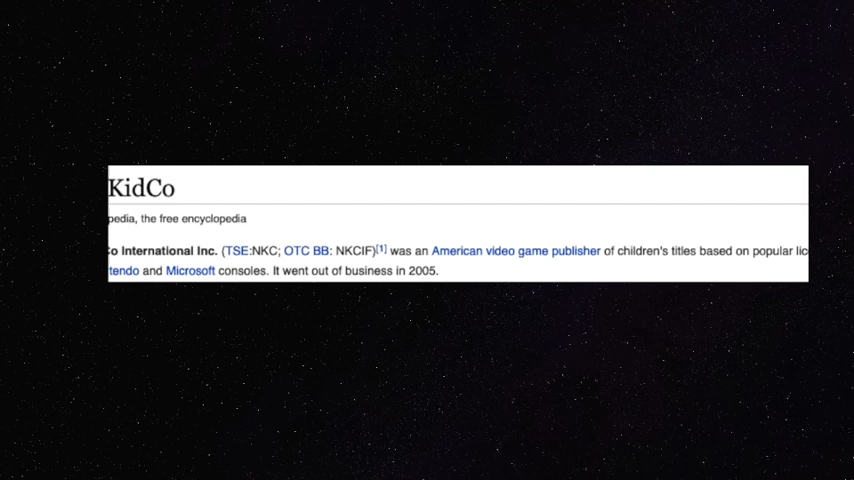 KidCo
pedia, the free encyclopedia
Co International Inc. (TSE:NKC; OTC BB: NKCIF)[1] was an American video game publisher of children's titles based on popular lic
tendo and Microsoft consoles. It went out of business in 2005.